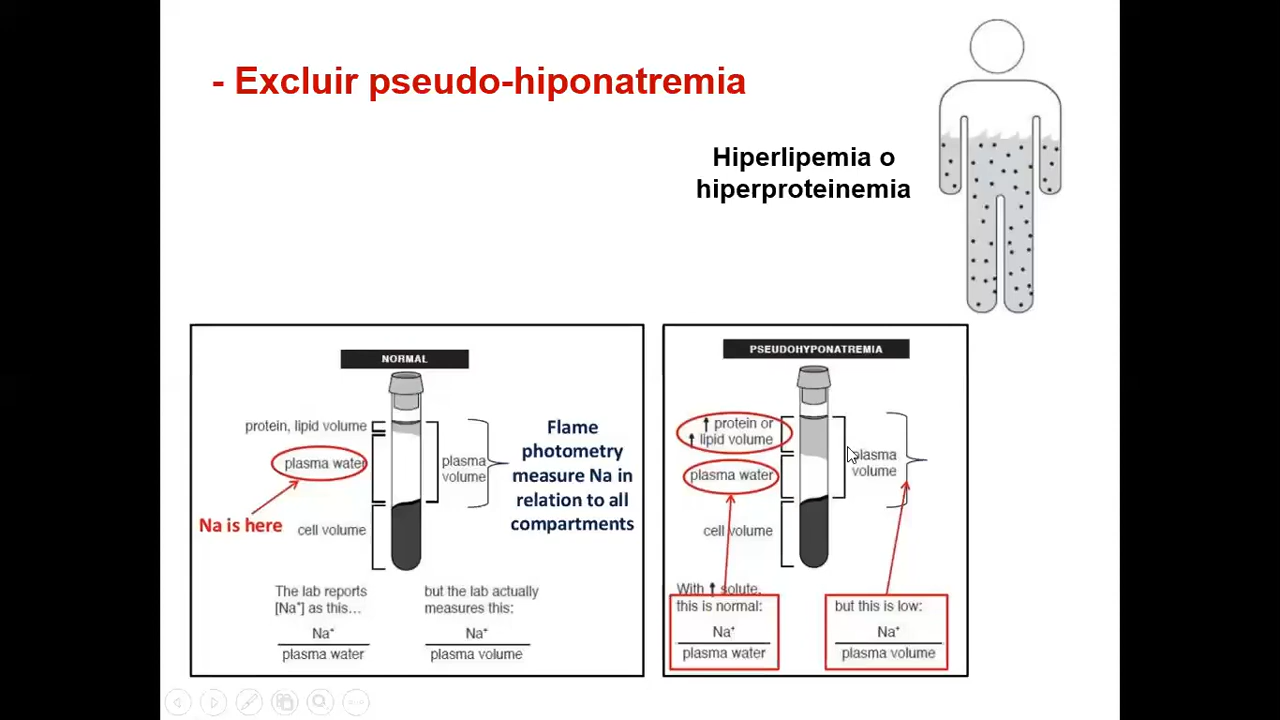 - Excluir pseudo-hiponatremia
Hiperlipemia o
hiperproteinemia
NORMAL
protein, lipid volume
plasma water
Na is here
cell volume
plasma
volume
Flame
photometry
measure Na in
relation to all
compartments
The lab reports
[Na⁺] as this...
Na⁺
plasma water
but the lab actually
measures this:
Na⁺
plasma volume
PSEUDOHYPONATREMIA
↑ protein or
↑ lipid volume
plasma water
cell volume
plasma
volume
With ↑ solute,
this is normal:
Na⁺
plasma water
but this is low:
Na⁺
plasma volume